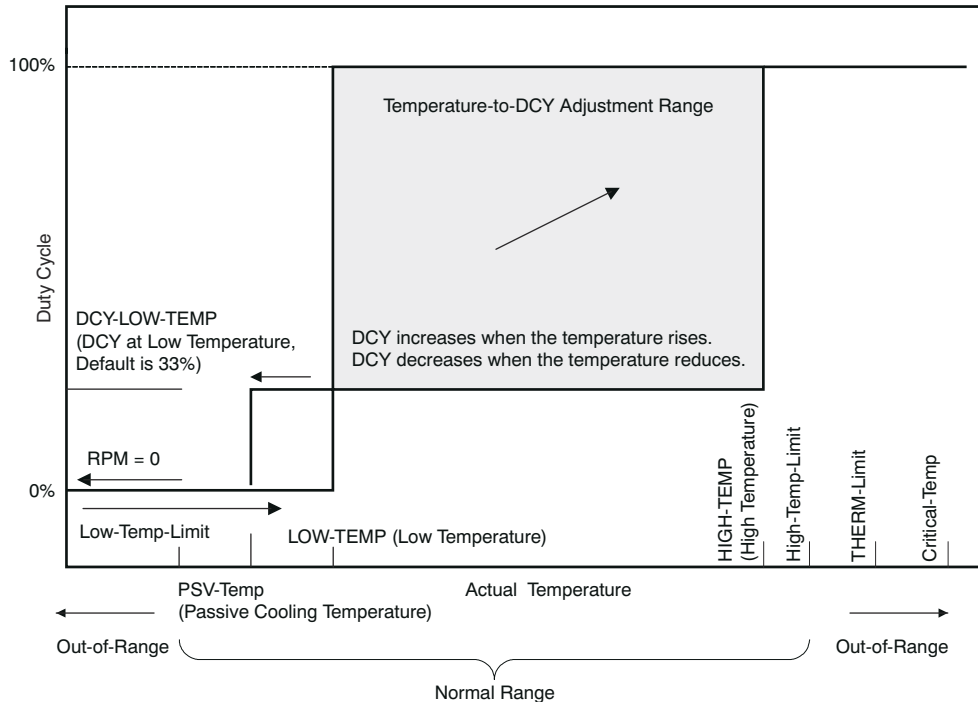 100%
Temperature-to-DCY Adjustment Range
Duty Cycle
DCY-LOW-TEMP
(DCY at Low Temperature,
Default is 33%)
DCY increases when the temperature rises.
DCY decreases when the temperature reduces.
RPM = 0
0%
Low-Temp-Limit
LOW-TEMP (Low Temperature)
HIGH-TEMP
(High Temperature)
High-Temp-Limit
THERM-Limit
Critical-Temp
PSV-Temp
(Passive Cooling Temperature)
Actual Temperature
Out-of-Range
Out-of-Range
Normal Range